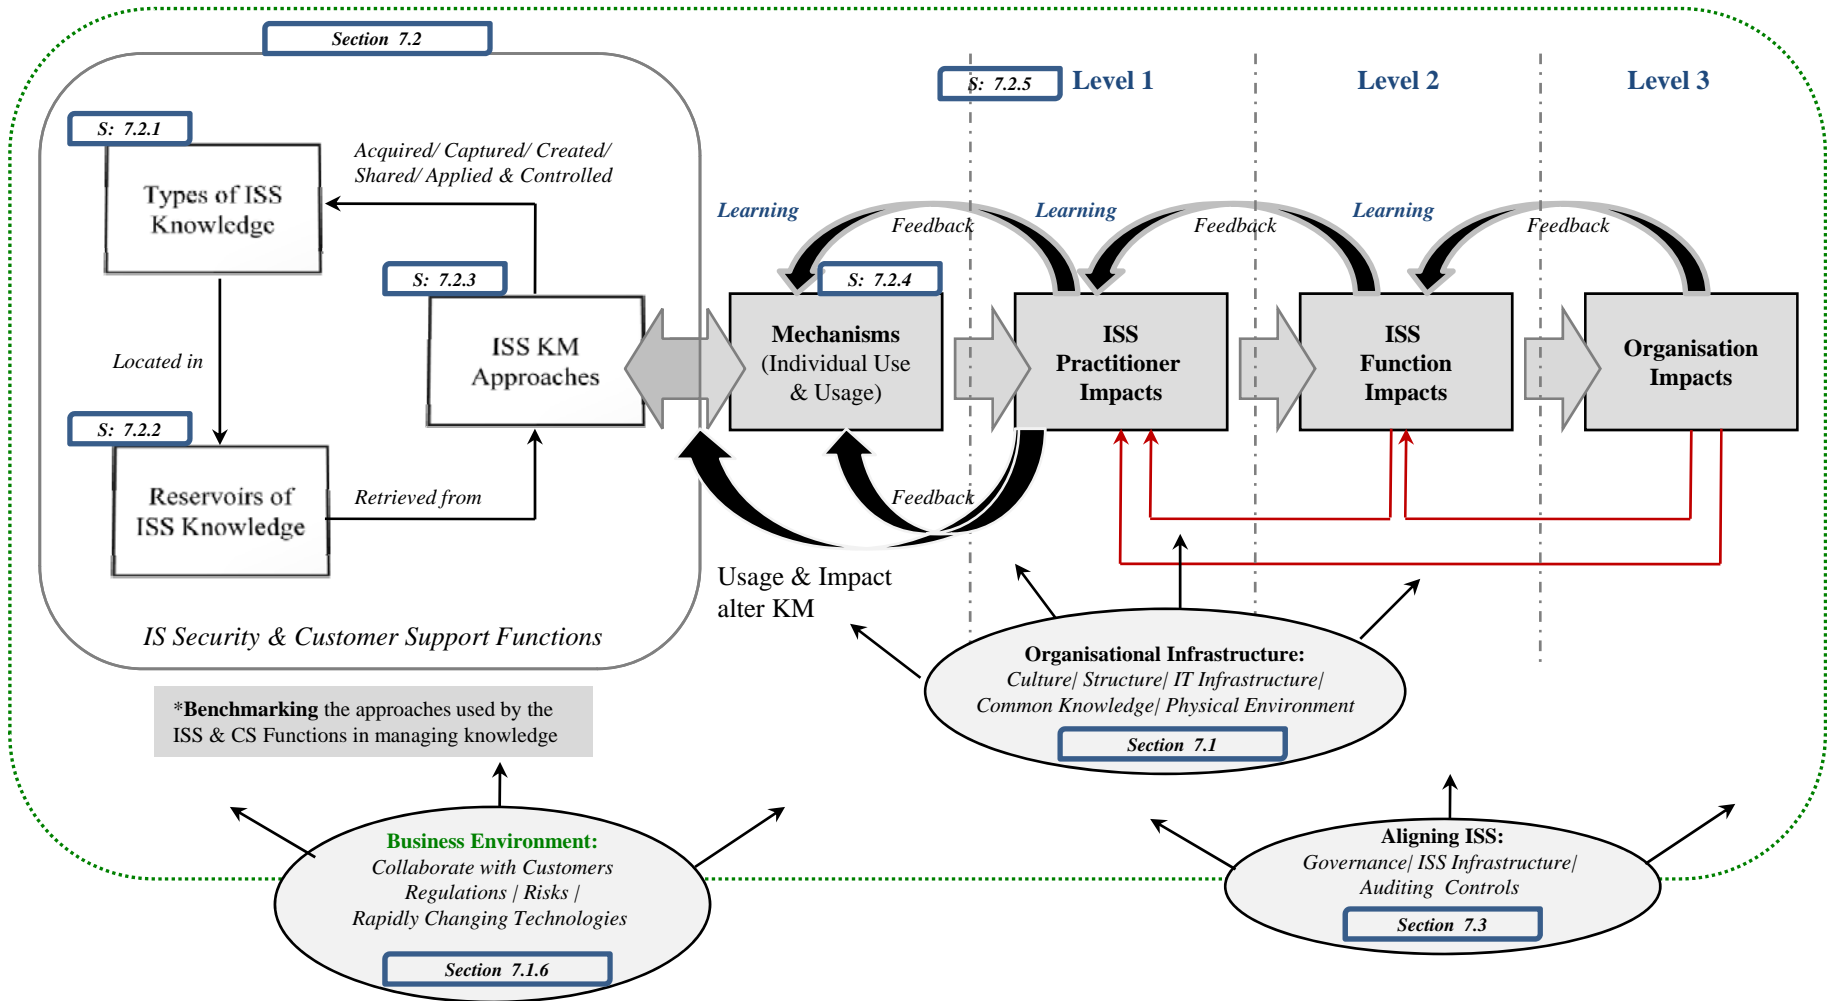 Section 7.2
S: 7.2.5
Level 1
Level 2
Level 3
S: 7.2.1
Types of ISS
Knowledge
Acquired/ Captured/ Created/
Shared/ Applied & Controlled
Located in
S: 7.2.3
ISS KM
Approaches
S: 7.2.2
Reservoirs of
ISS Knowledge
Retrieved from
IS Security & Customer Support Functions
Learning
Feedback
Learning
Feedback
Learning
Feedback
S: 7.2.4
Mechanisms
(Individual Use
& Usage)
ISS
Practitioner
Impacts
ISS
Function
Impacts
Organisation
Impacts
Feedback
Usage & Impact
alter KM
*Benchmarking the approaches used by the
ISS & CS Functions in managing knowledge
Organisational Infrastructure:
Culture/ Structure/ IT Infrastructure/
Common Knowledge/ Physical Environment
Section 7.1
Business Environment:
Collaborate with Customers
Regulations / Risks /
Rapidly Changing Technologies
Section 7.1.6
Aligning ISS:
Governance/ ISS Infrastructure/
Auditing Controls
Section 7.3